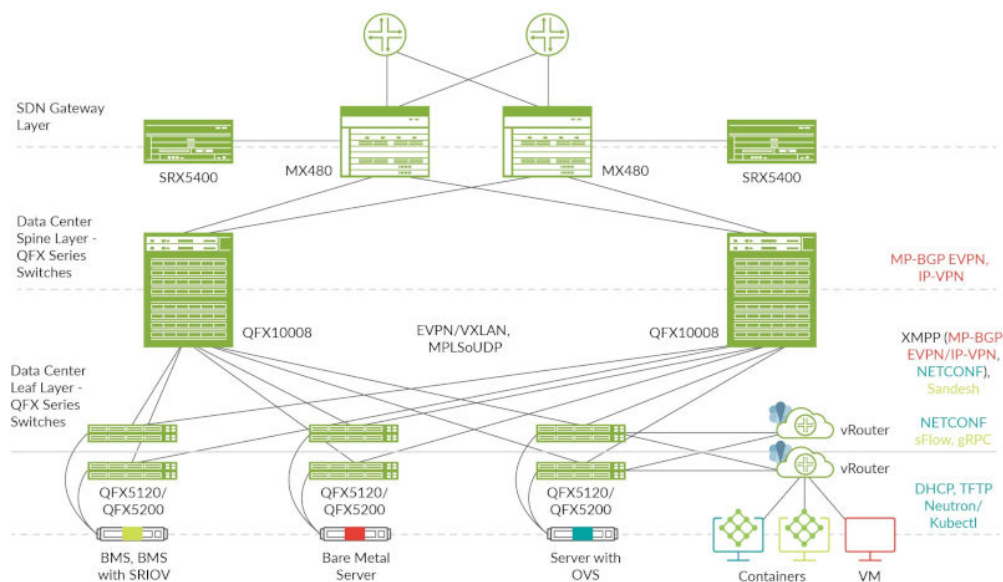 SDN Gateway
Layer
SRX5400
MX480
MX480
SRX5400
Data Center
Spine Layer -
QFX Series
Switches
MP-BGP EVPN,
IP-VPN
QFX10008
EVPN/VXLAN,
MPLSoUDP
QFX10008
XMPP (MP-BGP
EVPN/IP-VPN,
NETCONF),
Sandesh
Data Center
Leaf Layer -
QFX Series
Switches
vRouter
NETCONF
sFlow, gRPC
vRouter
QFX5120/
QFX5200
QFX5120/
QFX5200
QFX5120/
QFX5200
DHCP, TFTP
Neutron/
Kubectl
BMS, BMS
with SRIOV
Bare Metal
Server
Server with
OVS
Containers
VM